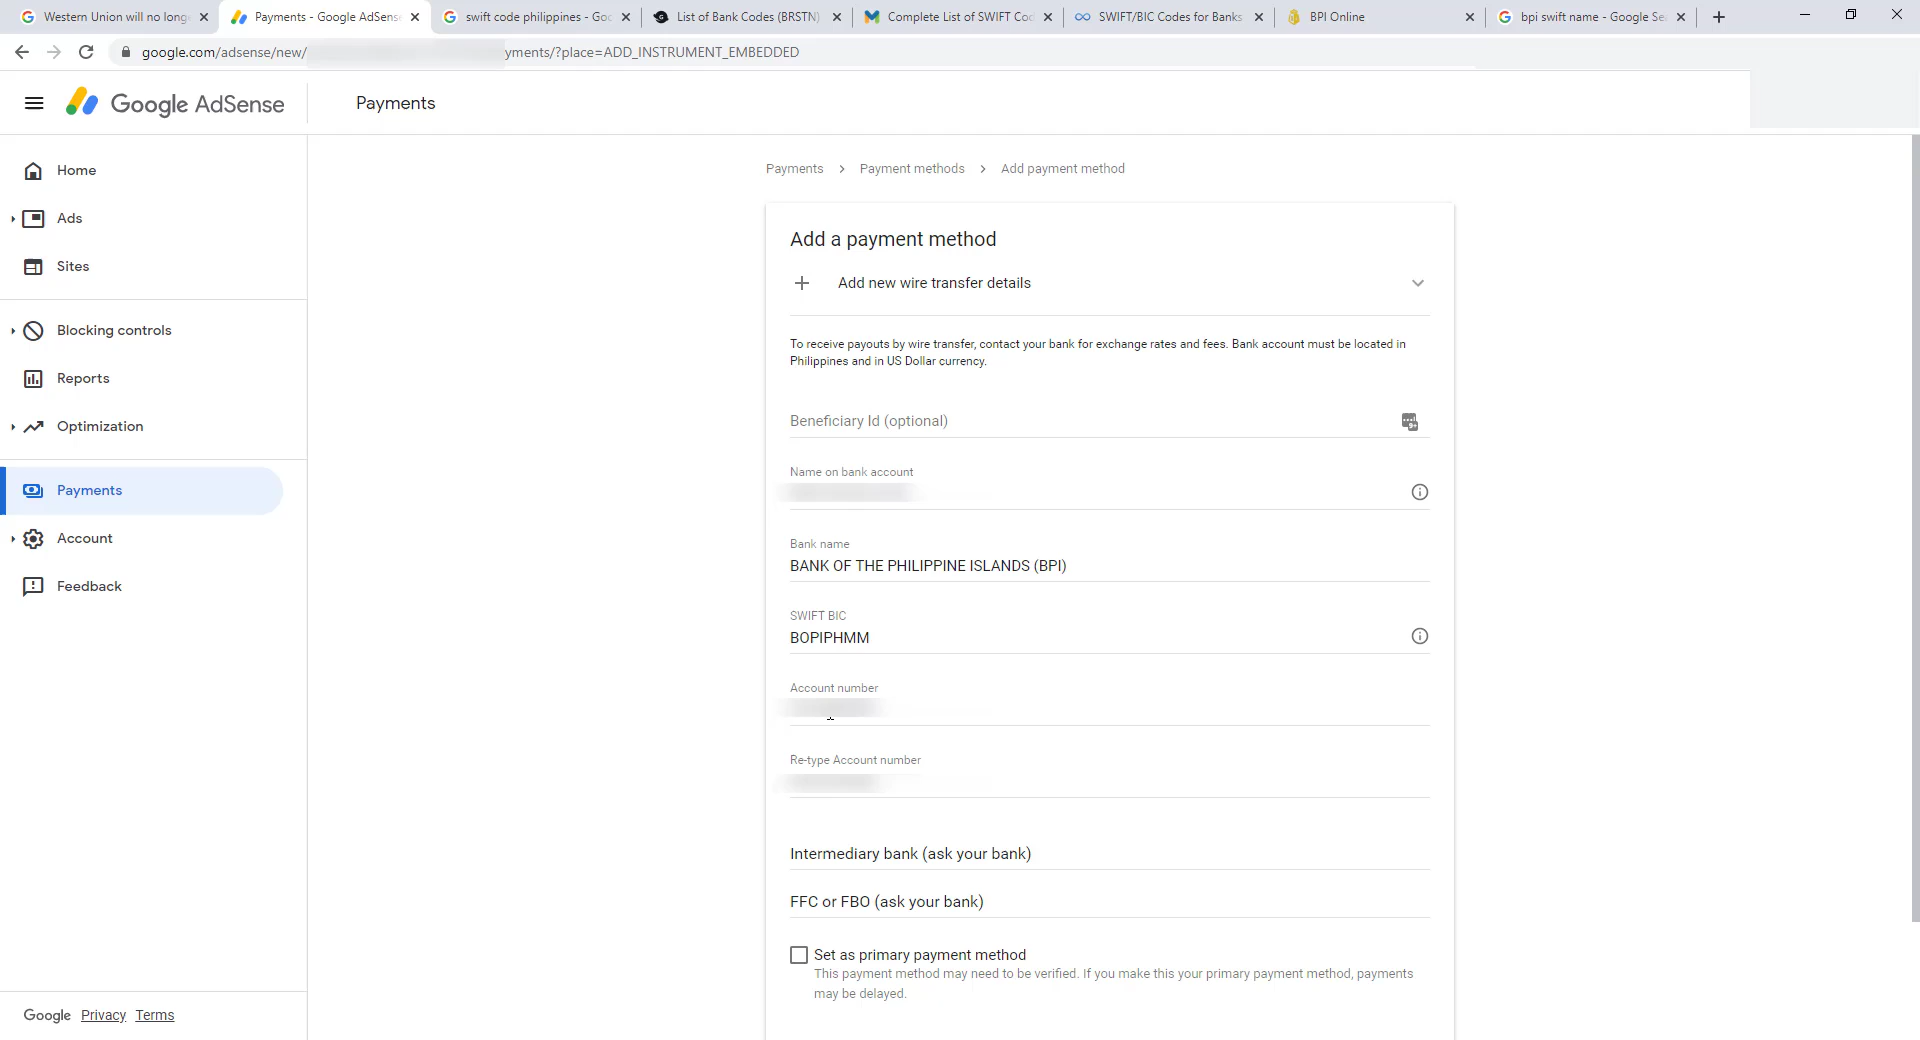 Western Union will no long
Payments - Google AdSense
swift code philippines - Goo
List of Bank Codes (BRSTN)
Complete List of SWIFT Cod
SWIFT/BIC Codes for Banks
BPI Online
bpi swift name - Google Se
google.com/adsense/new/
yments/?place=ADD_INSTRUMENT_EMBEDDED
Google AdSense
Payments
Home
Ads
Sites
Blocking controls
Reports
Optimization
Payments
Account
Feedback
Google Privacy Terms
Payments > Payment methods > Add payment method
Add a payment method
+ Add new wire transfer details
To receive payouts by wire transfer, contact your bank for exchange rates and fees. Bank account must be located in
Philippines and in US Dollar currency.
Beneficiary Id (optional)
Name on bank account
Bank name
BANK OF THE PHILIPPINE ISLANDS (BPI)
SWIFT BIC
BOPIPHMM
Account number
Re-type Account number
Intermediary bank (ask your bank)
FFC or FBO (ask your bank)
Set as primary payment method
This payment method may need to be verified. If you make this your primary payment method, payments
may be delayed.